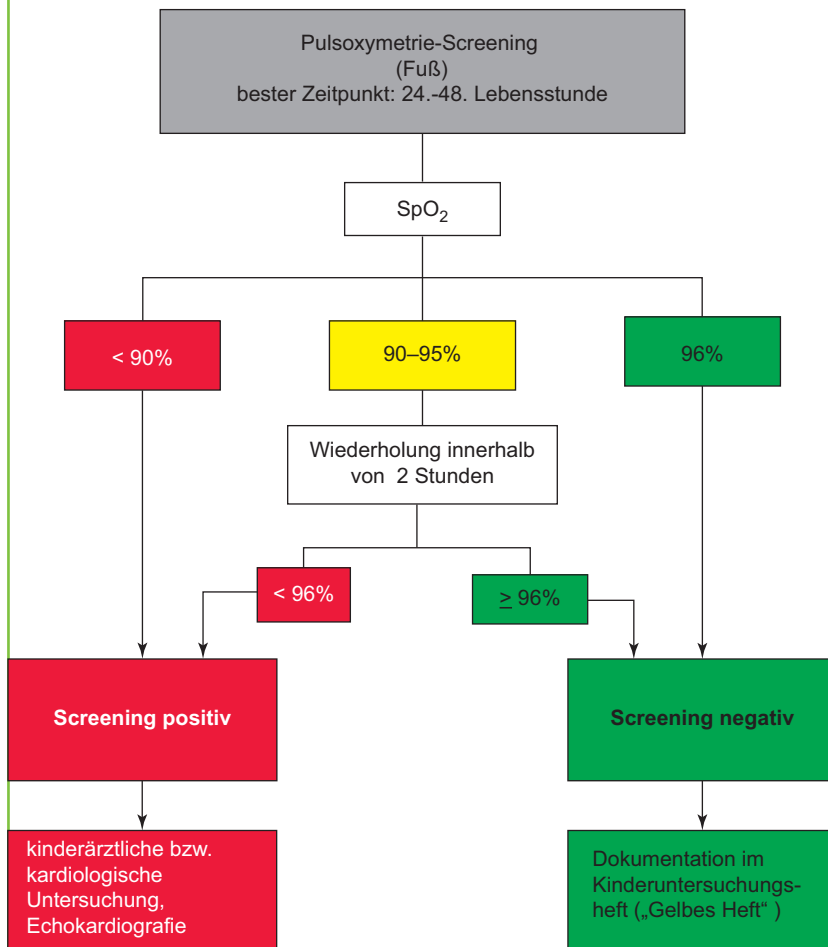 Pulsoxymetrie-Screening
(Fuß)
bester Zeitpunkt: 24.-48. Lebensstunde
SpO₂
< 90%
90–95%
96%
Wiederholung innerhalb
von 2 Stunden
< 96%
≥ 96%
Screening positiv
Screening negativ
kinderärztliche bzw.
kardiologische
Untersuchung,
Echokardiografie
Dokumentation im
Kinderuntersuchungs-
heft („Gelbes Heft“ )